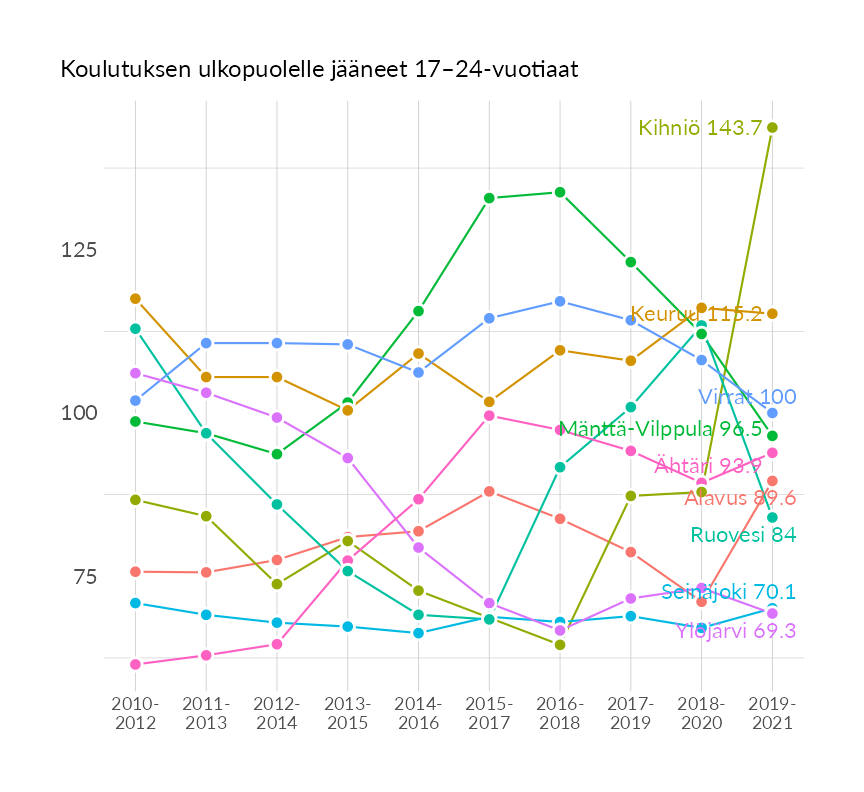 Koulutuksen ulkopuolelle jääneet 17–24-vuotiaat
Kihniö 143.7
125
Keuruu 115.2
Virrat 100
100
Mänttä-Vilppula 96.5
Ähtäri 93.9
Alavus 89.6
Ruovesi 84
75
Seinäjoki 70.1
Ylöjärvi 69.3
2010- 2011- 2012- 2013- 2014- 2015- 2016- 2017- 2018- 2019-
2012 2013 2014 2015 2016 2017 2018 2019 2020 2021